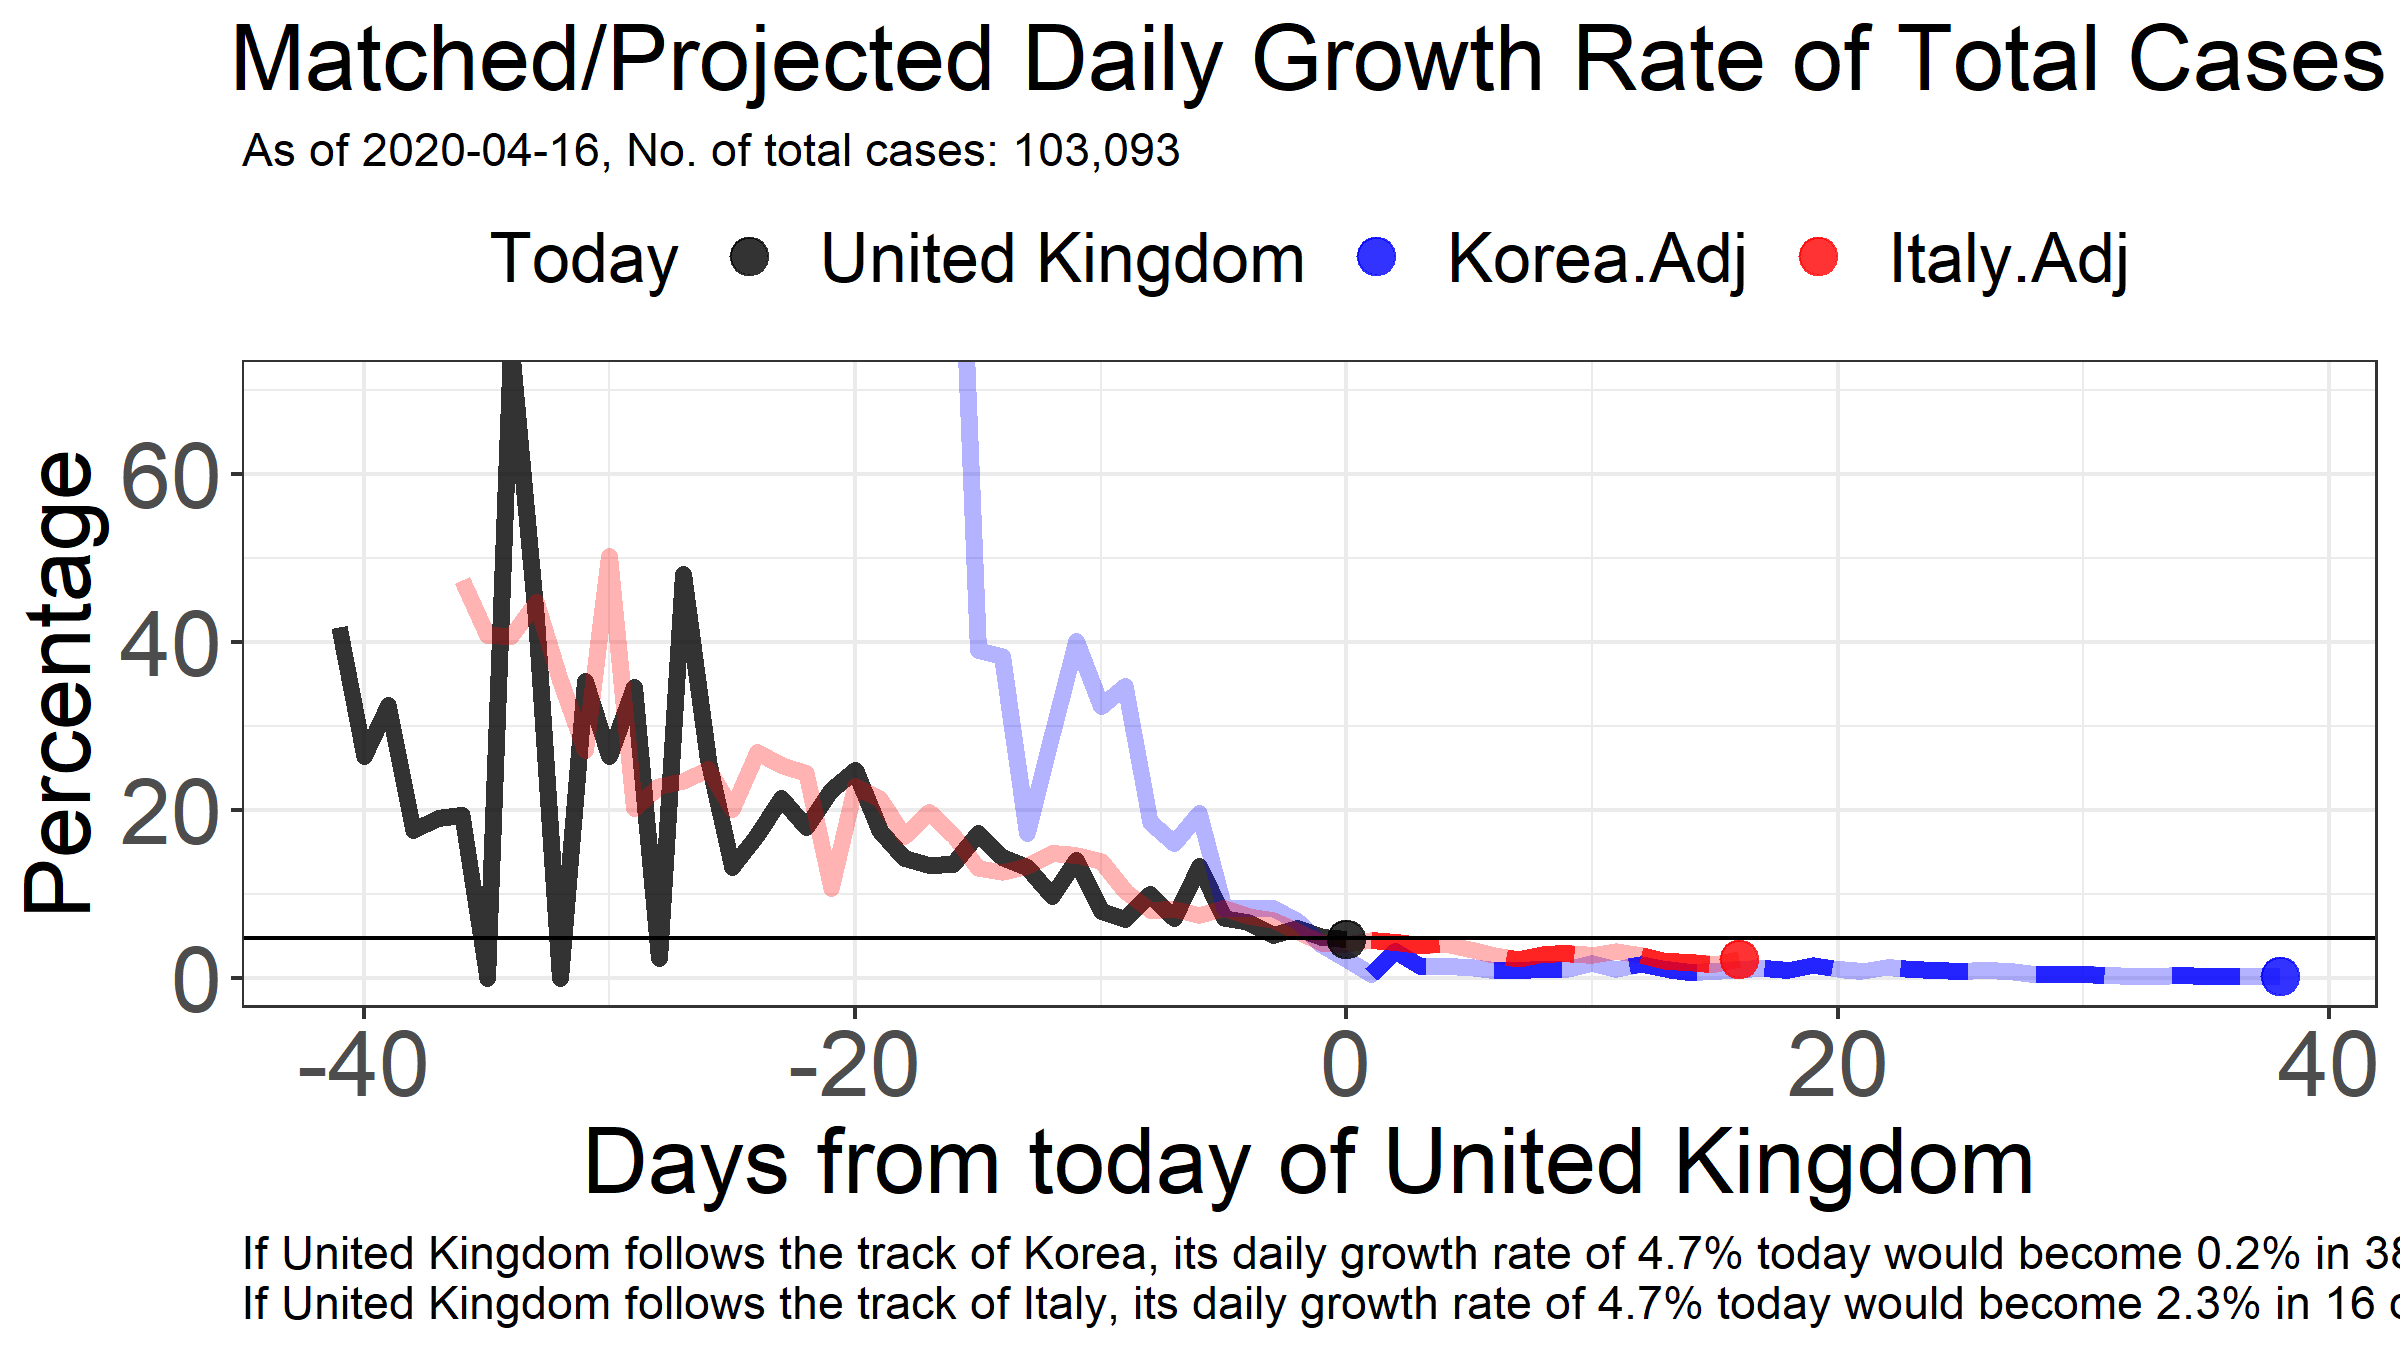 Matched/Projected Daily Growth Rate of Total Cases
As of 2020-04-16, No. of total cases: 103,093
Today United Kingdom Korea.Adj Italy.Adj
Percentage
60
40
20
0
-40 -20 0 20 40
Days from today of United Kingdom
If United Kingdom follows the track of Korea, its daily growth rate of 4.7% today would become 0.2% in 38
If United Kingdom follows the track of Italy, its daily growth rate of 4.7% today would become 2.3% in 16